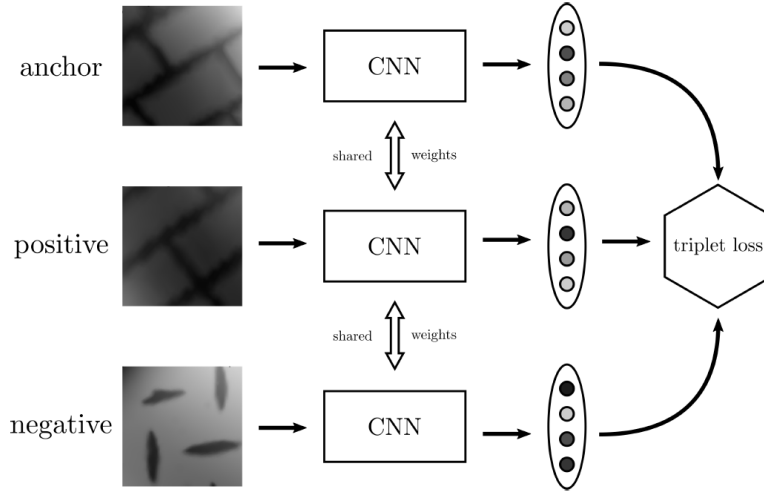 anchor
CNN
shared weights
positive
CNN
triplet loss
shared weights
negative
CNN